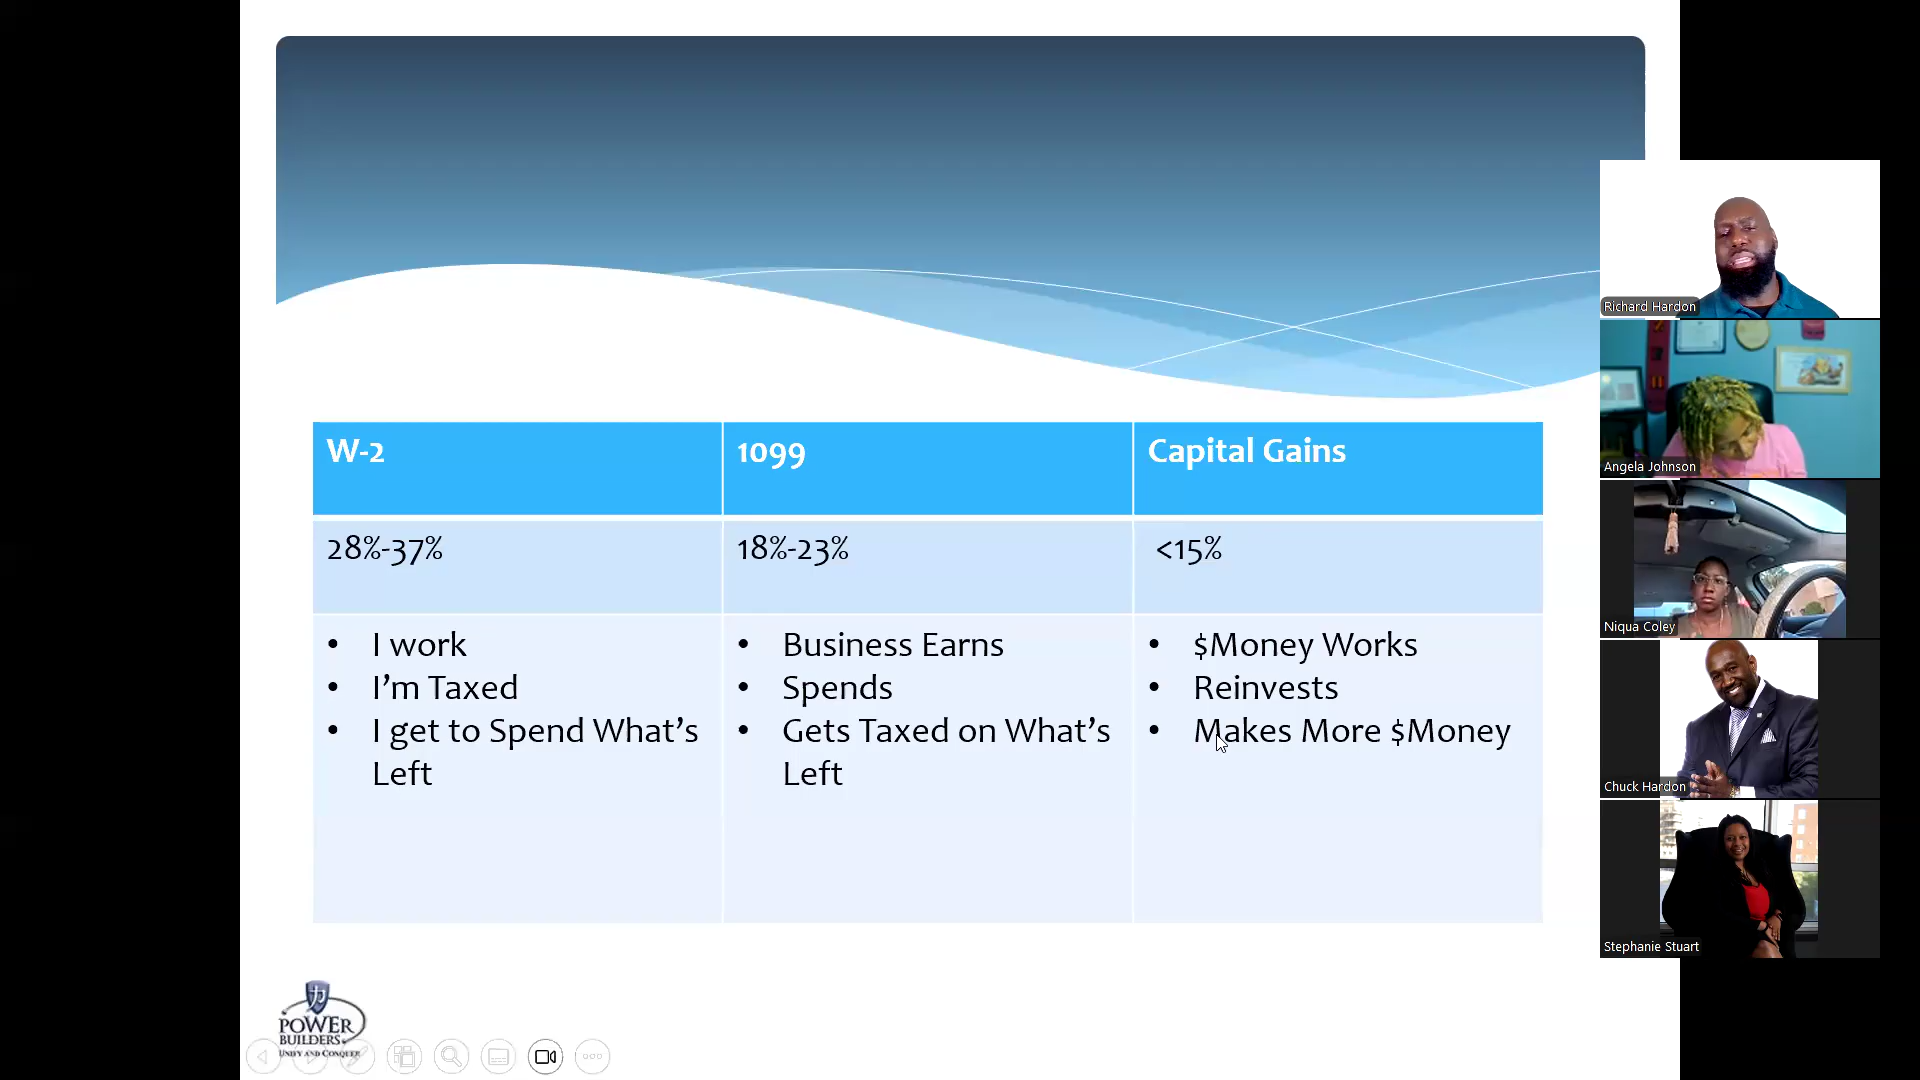 W-2
1099
Capital Gains
28%-37%
18%-23%
<15%
• I work
• I’m Taxed
• I get to Spend What’s
Left
• Business Earns
• Spends
• Gets Taxed on What’s
Left
• $Money Works
• Reinvests
• Makes More $Money
POWER
BUILDERS
UNIFY AND CONQUER
Richard Hardon
Angela Johnson
Niqua Coley
Chuck Hardon
Stephanie Stuart